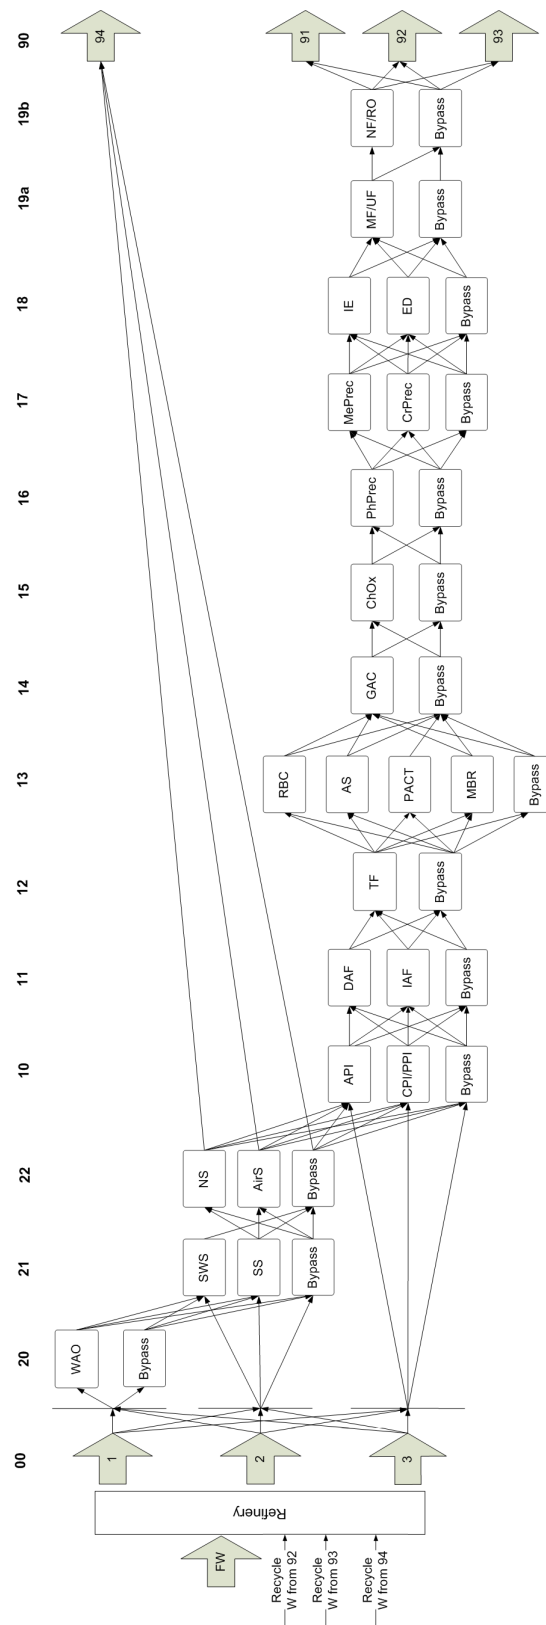 00
20
21
22
10
11
12
13
14
15
16
17
18
19a
19b
90
Refinery
FW
Recycle
W from 92
Recycle
W from 93
Recycle
W from 94
1
2
3
WAO
Bypass
SWS
SS
Bypass
NS
AirS
Bypass
API
CPI/PPI
Bypass
DAF
IAF
Bypass
TF
Bypass
RBC
AS
PACT
MBR
Bypass
GAC
Bypass
ChOx
Bypass
PhPrec
Bypass
MePrec
CrPrec
Bypass
IE
ED
Bypass
MF/UF
Bypass
NF/RO
Bypass
94
91
92
93